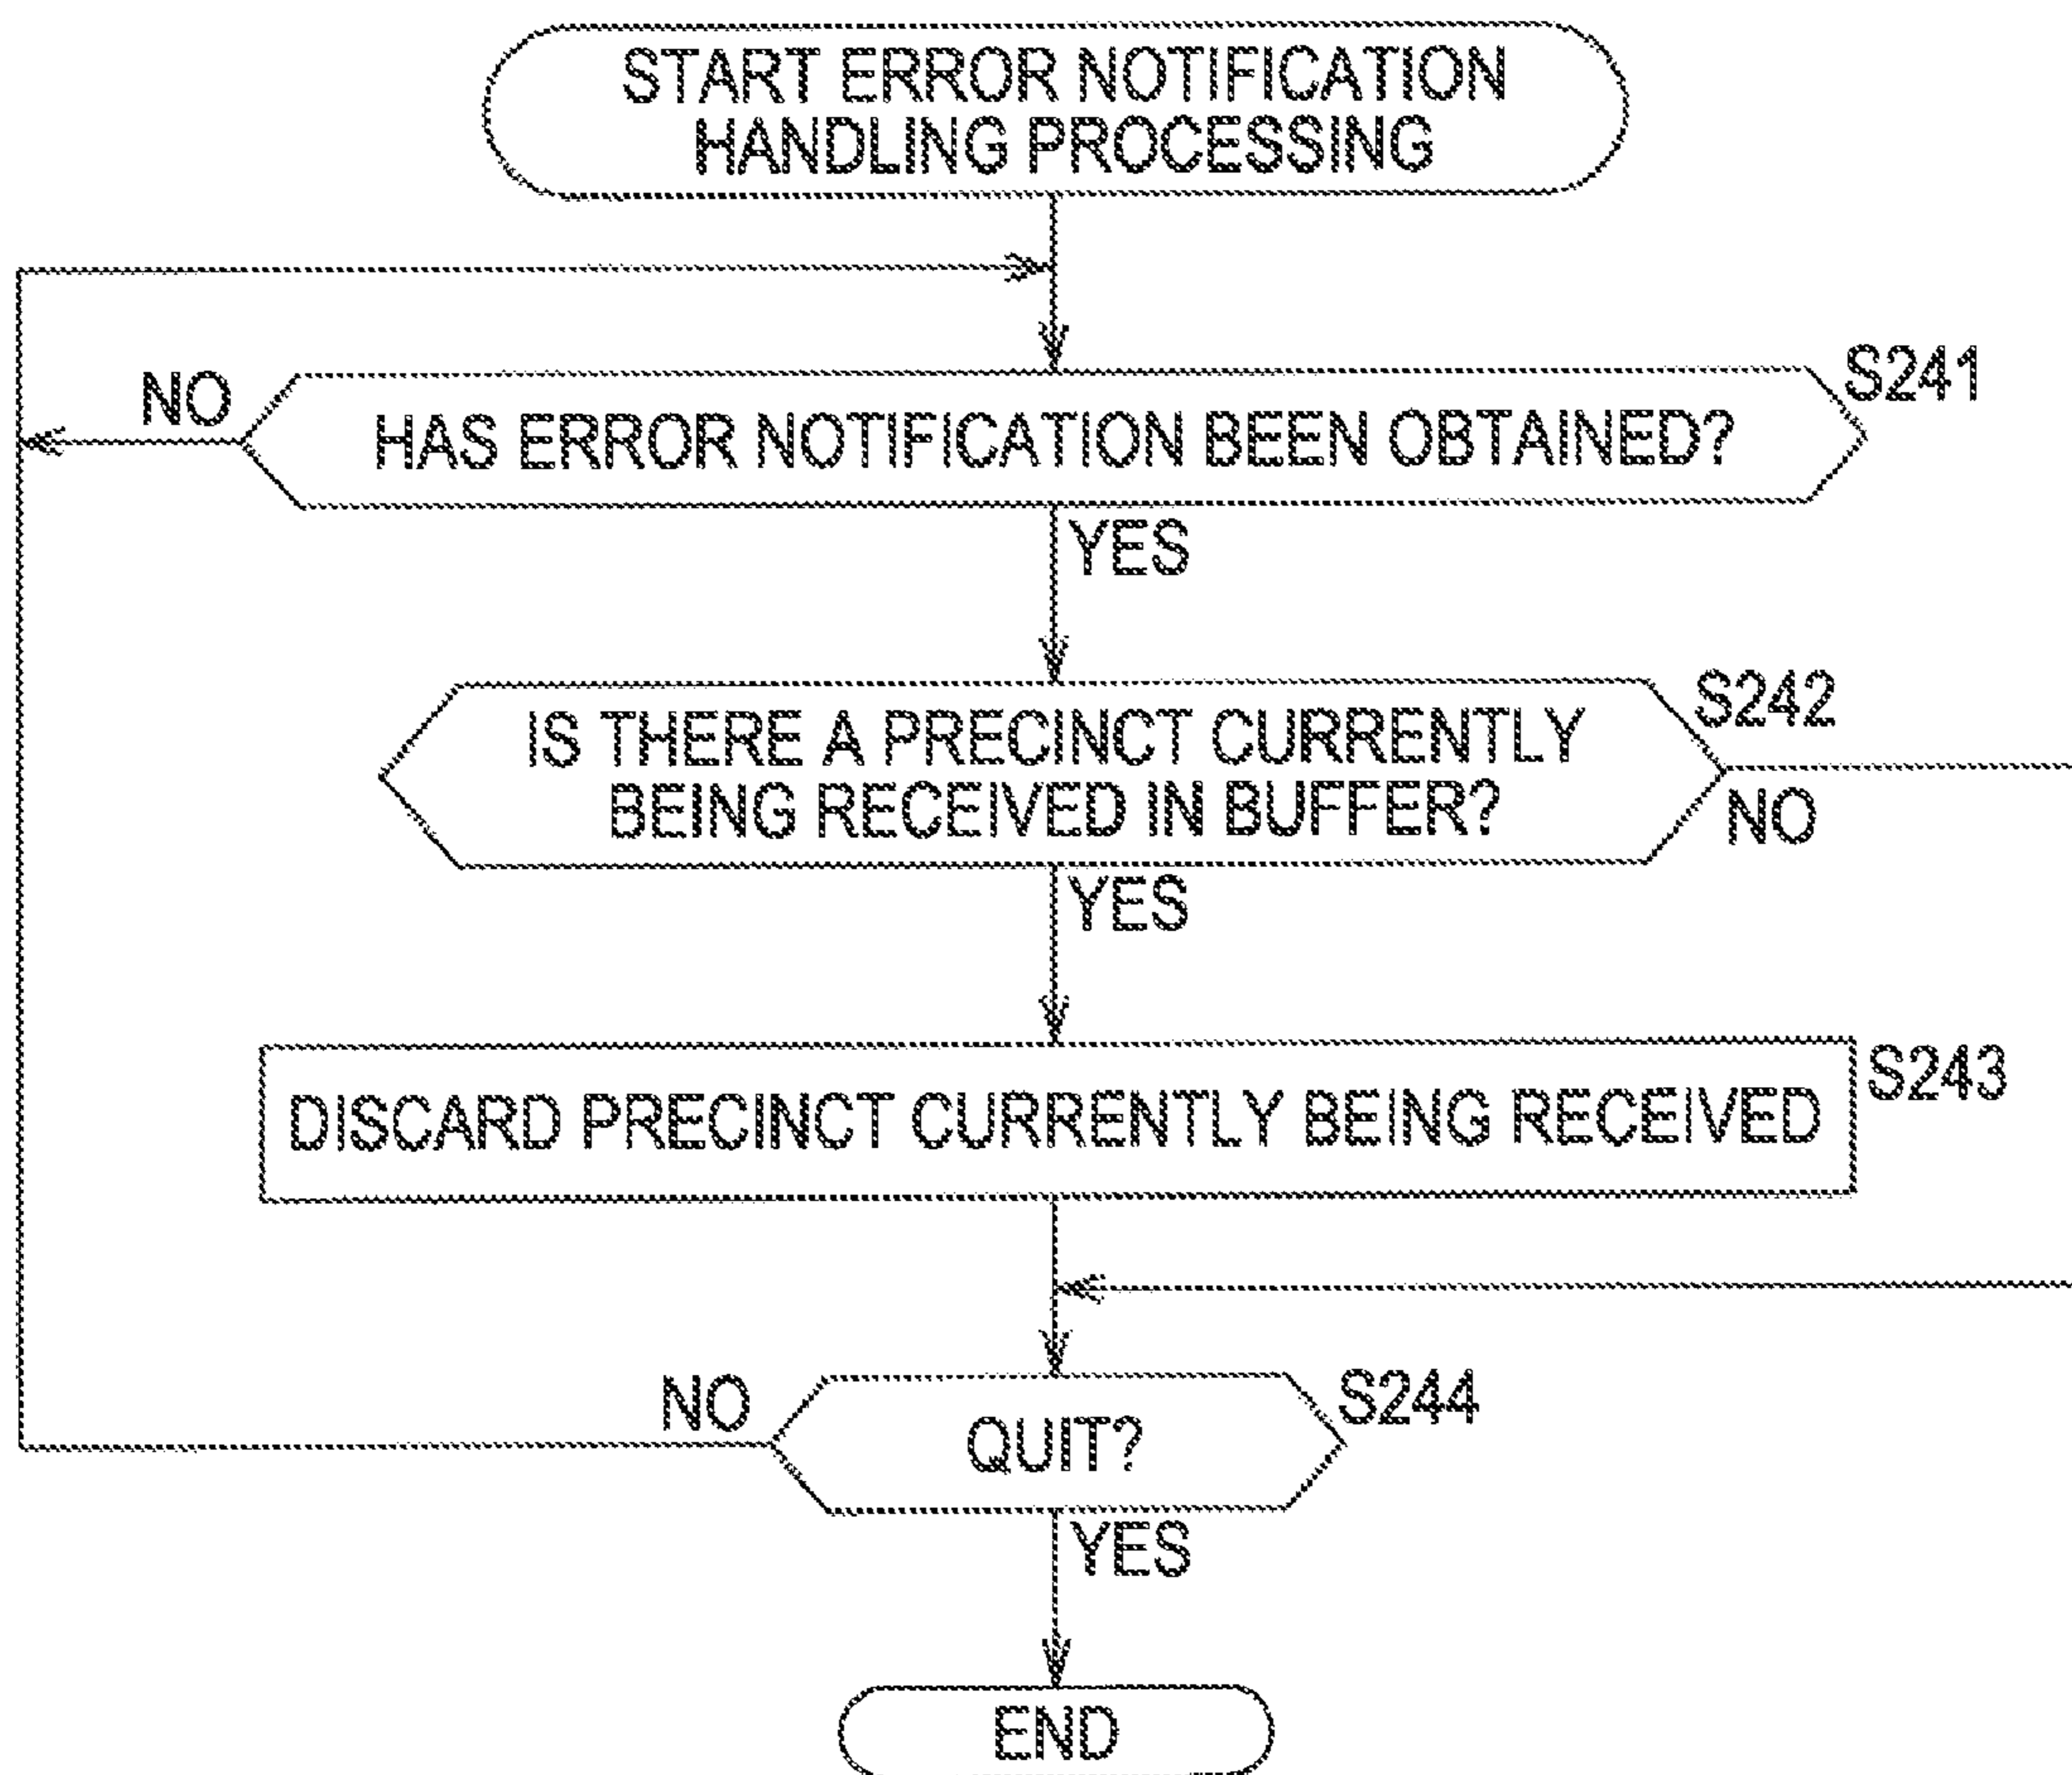 START ERROR NOTIFICATION
HANDLING PROCESSING
S241
NO
HAS ERROR NOTIFICATION BEEN OBTAINED?
YES
S242
IS THERE A PRECINCT CURRENTLY
BEING RECEIVED IN BUFFER?
NO
YES
S243
DISCARD PRECINCT CURRENTLY BEING RECEIVED
NO
S244
QUIT?
YES
END